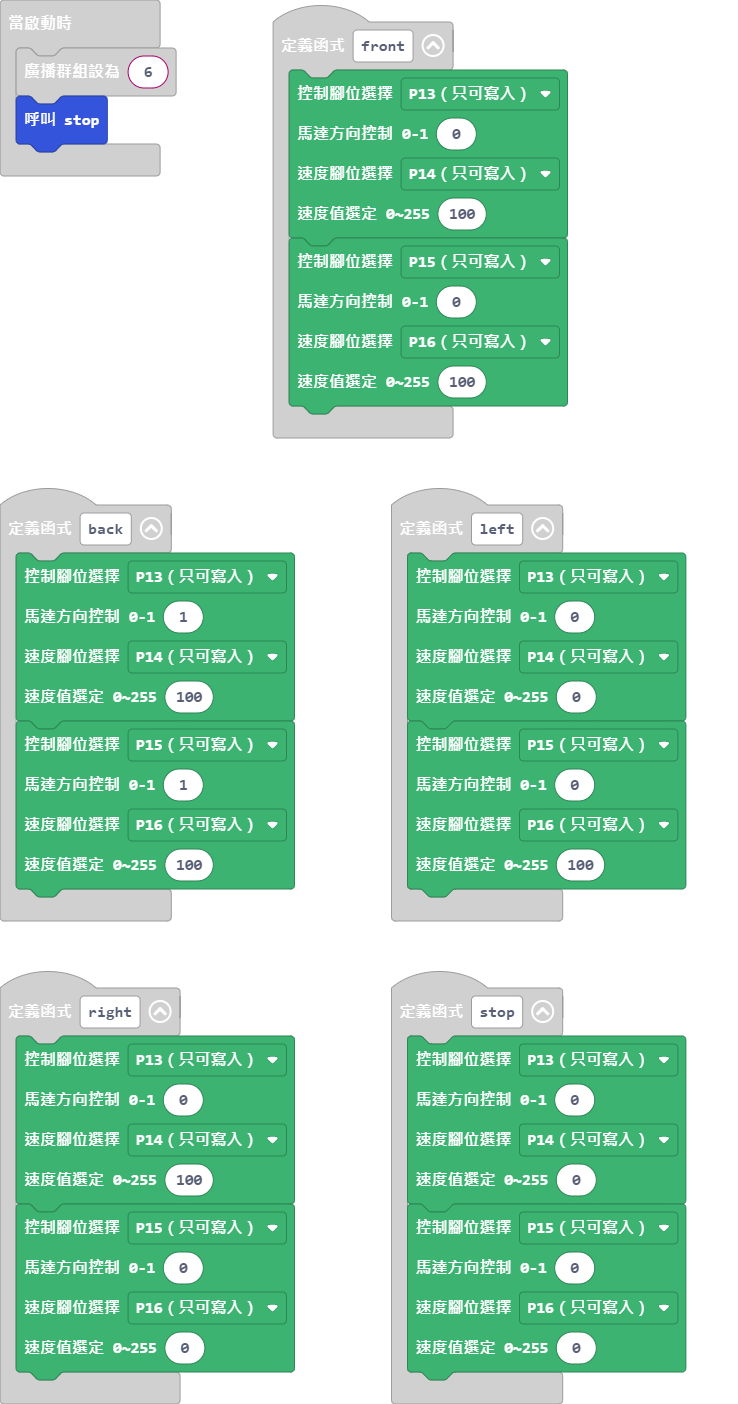 當啟動時
廣播群組設為 6
呼叫 stop
定義函式 front
控制腳位選擇 P13（只可寫入）
馬達方向控制 0-1 0
速度腳位選擇 P14（只可寫入）
速度值選定 0~255 100
控制腳位選擇 P15（只可寫入）
馬達方向控制 0-1 0
速度腳位選擇 P16（只可寫入）
速度值選定 0~255 100
定義函式 back
控制腳位選擇 P13（只可寫入）
馬達方向控制 0-1 1
速度腳位選擇 P14（只可寫入）
速度值選定 0~255 100
控制腳位選擇 P15（只可寫入）
馬達方向控制 0-1 1
速度腳位選擇 P16（只可寫入）
速度值選定 0~255 100
定義函式 left
控制腳位選擇 P13（只可寫入）
馬達方向控制 0-1 0
速度腳位選擇 P14（只可寫入）
速度值選定 0~255 0
控制腳位選擇 P15（只可寫入）
馬達方向控制 0-1 0
速度腳位選擇 P16（只可寫入）
速度值選定 0~255 100
定義函式 right
控制腳位選擇 P13（只可寫入）
馬達方向控制 0-1 0
速度腳位選擇 P14（只可寫入）
速度值選定 0~255 100
控制腳位選擇 P15（只可寫入）
馬達方向控制 0-1 0
速度腳位選擇 P16（只可寫入）
速度值選定 0~255 0
定義函式 stop
控制腳位選擇 P13（只可寫入）
馬達方向控制 0-1 0
速度腳位選擇 P14（只可寫入）
速度值選定 0~255 0
控制腳位選擇 P15（只可寫入）
馬達方向控制 0-1 0
速度腳位選擇 P16（只可寫入）
速度值選定 0~255 0